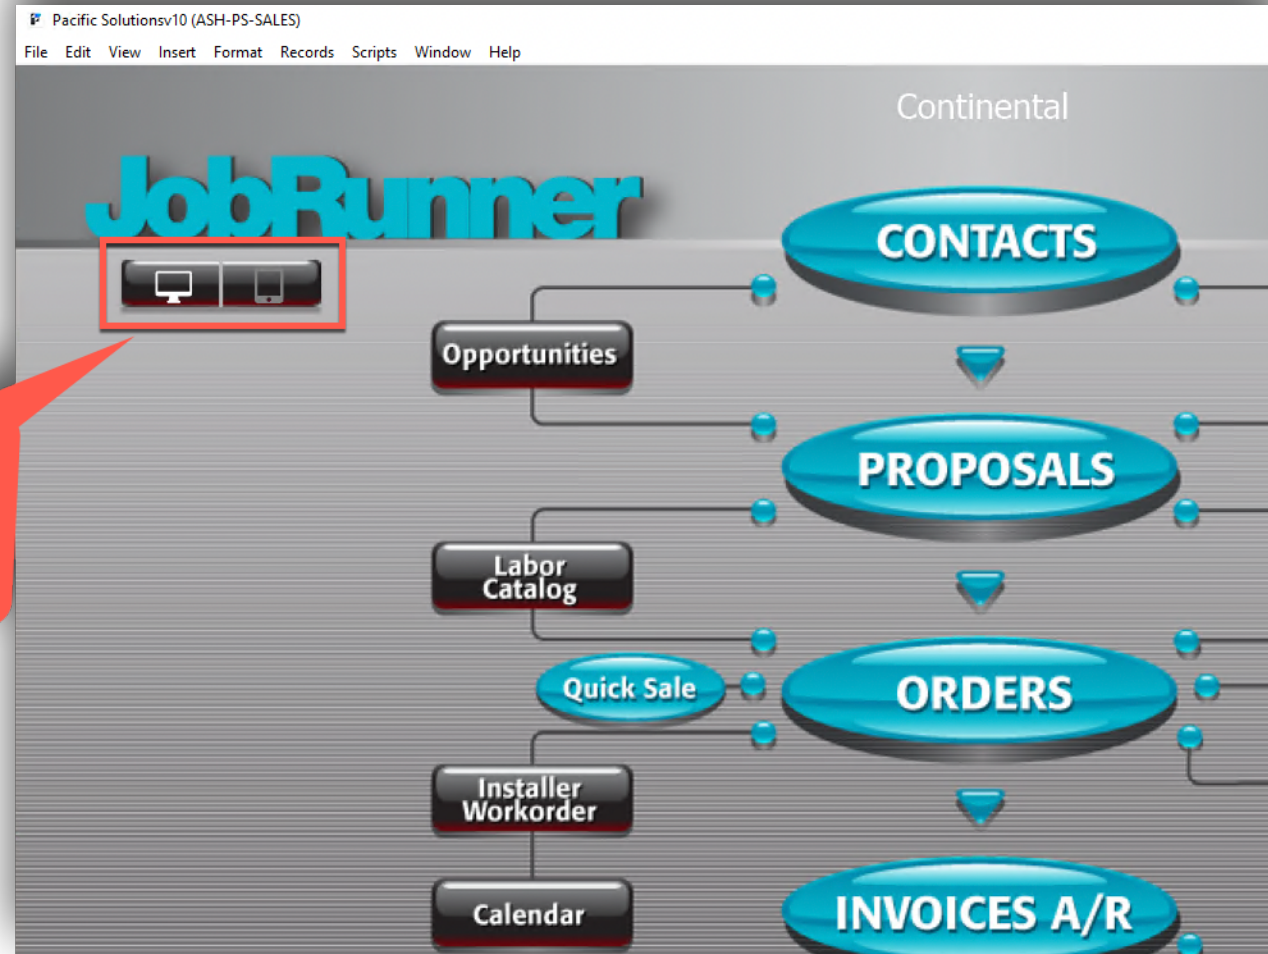 Pacific Solutionsv10 (ASH-PS-SALES)
File Edit View Insert Format Records Scripts Window Help
Continental
JobRunner
CONTACTS
Opportunities
PROPOSALS
Labor
Catalog
Quick Sale
ORDERS
Installer
Workorder
Calendar
INVOICES A/R